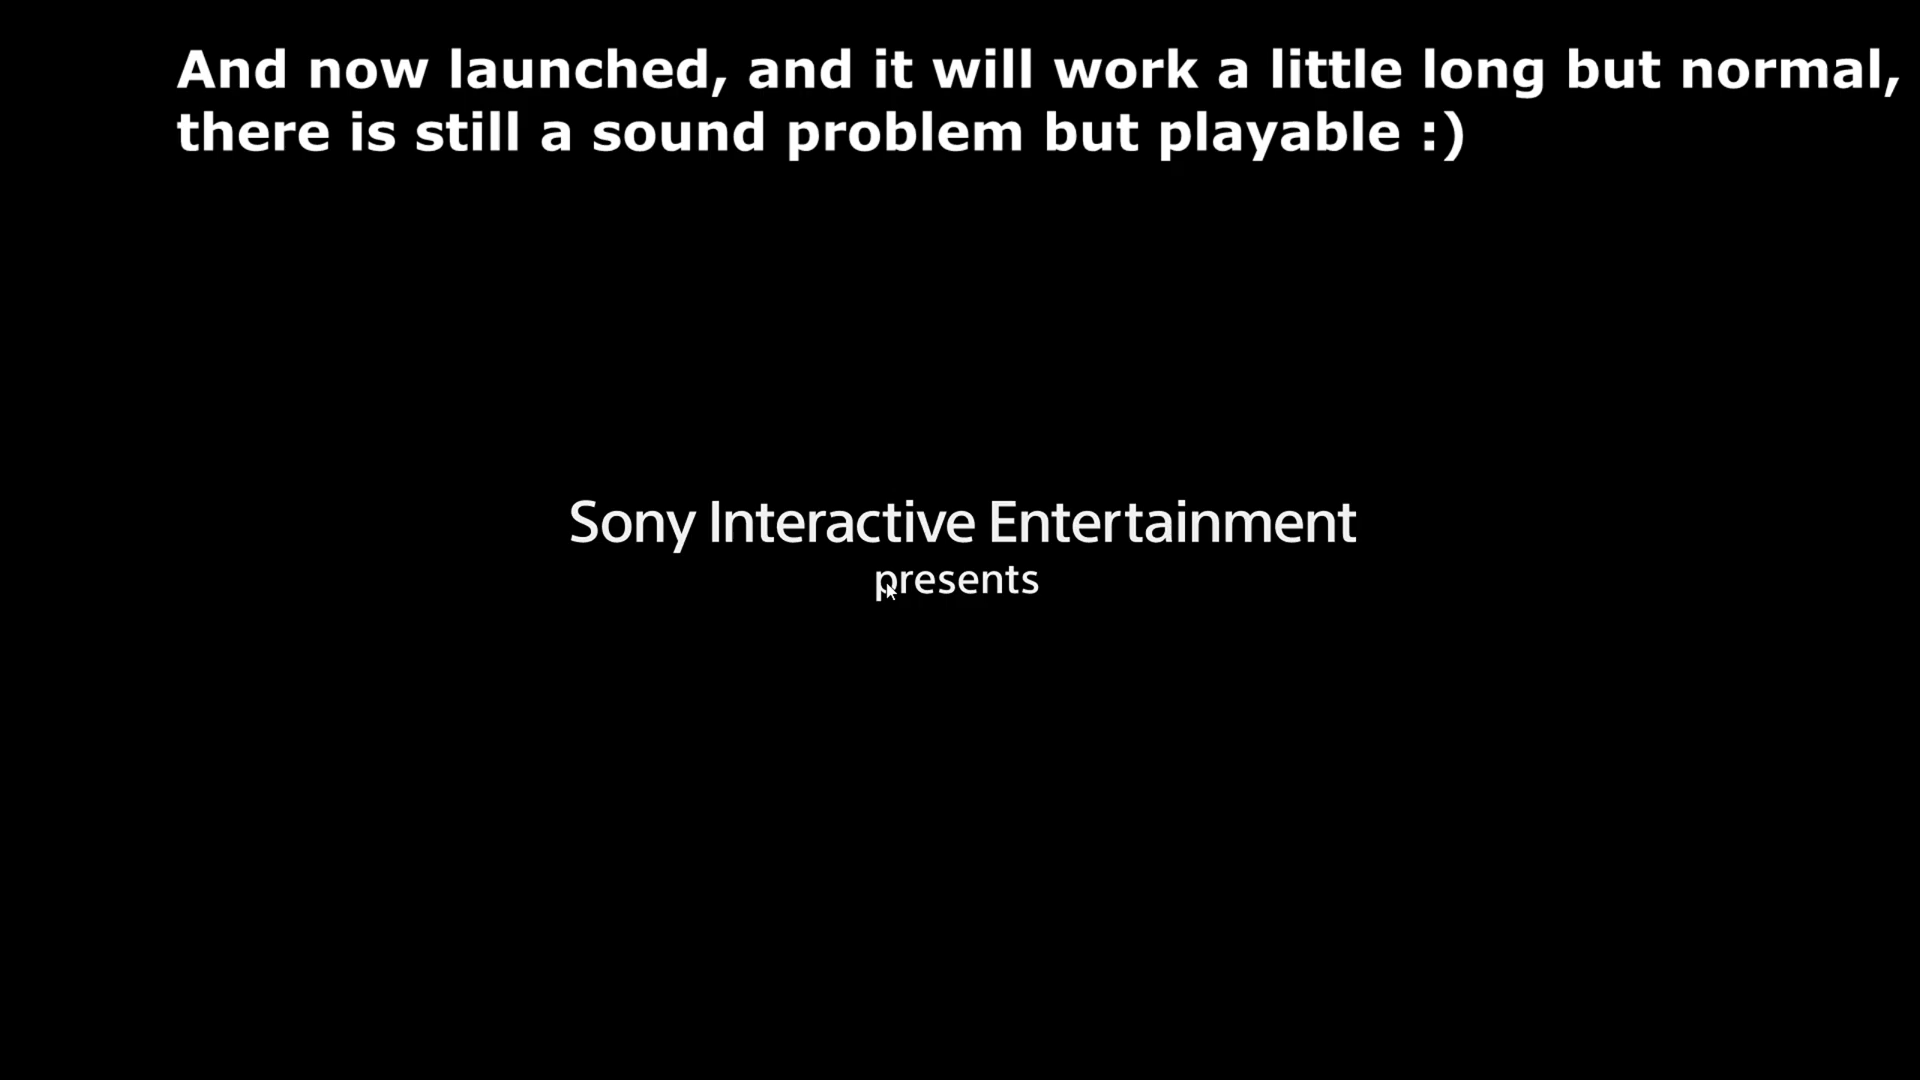 And now launched, and it will work a little long but normal,
there is still a sound problem but playable :)
Sony Interactive Entertainment
presents